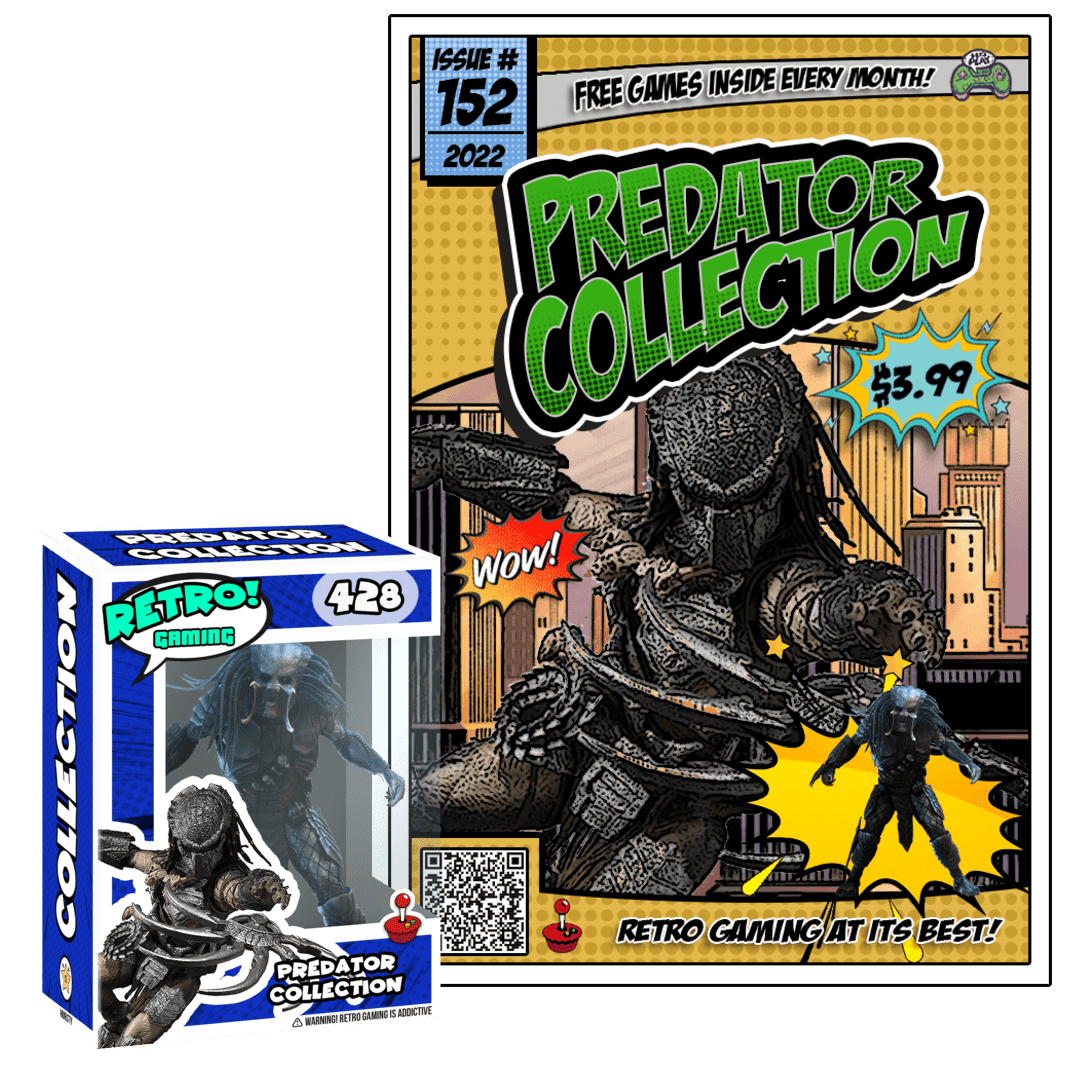 ISSUE #
152
2022
FREE GAMES INSIDE EVERY MONTH!
PREDATOR
COLLECTION
$3.99
WOW!
RETRO GAMING AT ITS BEST!
PREDATOR
COLLECTION
COLLECTION
RETRO!
GAMING
428
PREDATOR
COLLECTION
⚠ WARNING! RETRO GAMING IS ADDICTIVE